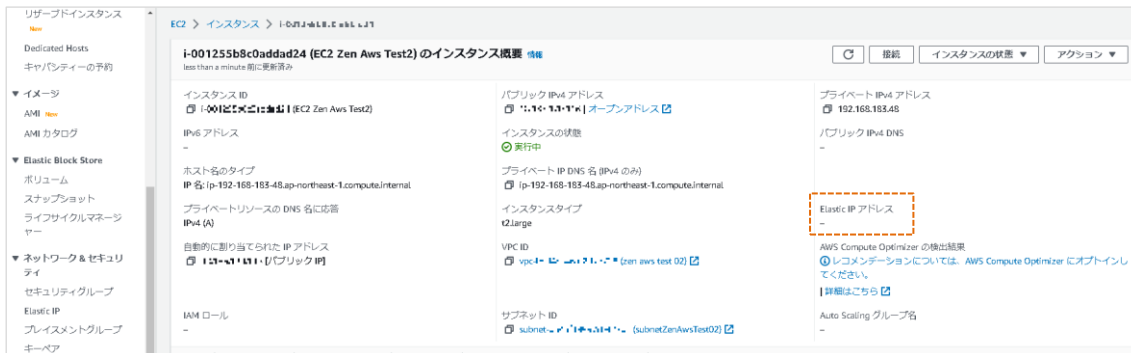 リザーブドインスタンス
New
Dedicated Hosts
キャパシティーの予約
▼ イメージ
AMI New
AMI カタログ
▼ Elastic Block Store
ボリューム
スナップショット
ライフサイクルマネージ
ャー
▼ ネットワーク & セキュリ
ティ
セキュリティグループ
Elastic IP
プレイスメントグループ
キーペア
EC2 > インスタンス >
i-001255b8c0addad24 (EC2 Zen Aws Test2) のインスタンス概要 情報
less than a minute 前に更新済み
接続
インスタンスの状態 ▼
アクション ▼
インスタンス ID
(EC2 Zen Aws Test2)
パブリック IPv4 アドレス
| オープンアドレス
プライベート IPv4 アドレス
192.168.183.48
IPv6 アドレス
–
インスタンスの状態
実行中
パブリック IPv4 DNS
–
ホスト名のタイプ
IP 名: ip-192-168-183-48.ap-northeast-1.compute.internal
プライベート IP DNS 名 (IPv4 のみ)
ip-192-168-183-48.ap-northeast-1.compute.internal
プライベートリソースの DNS 名に応答
IPv4 (A)
インスタンスタイプ
t2.large
Elastic IP アドレス
–
自動的に割り当てられた IP アドレス
[パブリック IP]
VPC ID
(zen aws test 02)
AWS Compute Optimizer の検出結果
レコメンデーションについては、AWS Compute Optimizer にオプトインし
てください。
| 詳細はこちら
IAM ロール
–
サブネット ID
subnet- (subnetZenAwsTest02)
Auto Scaling グループ名
–